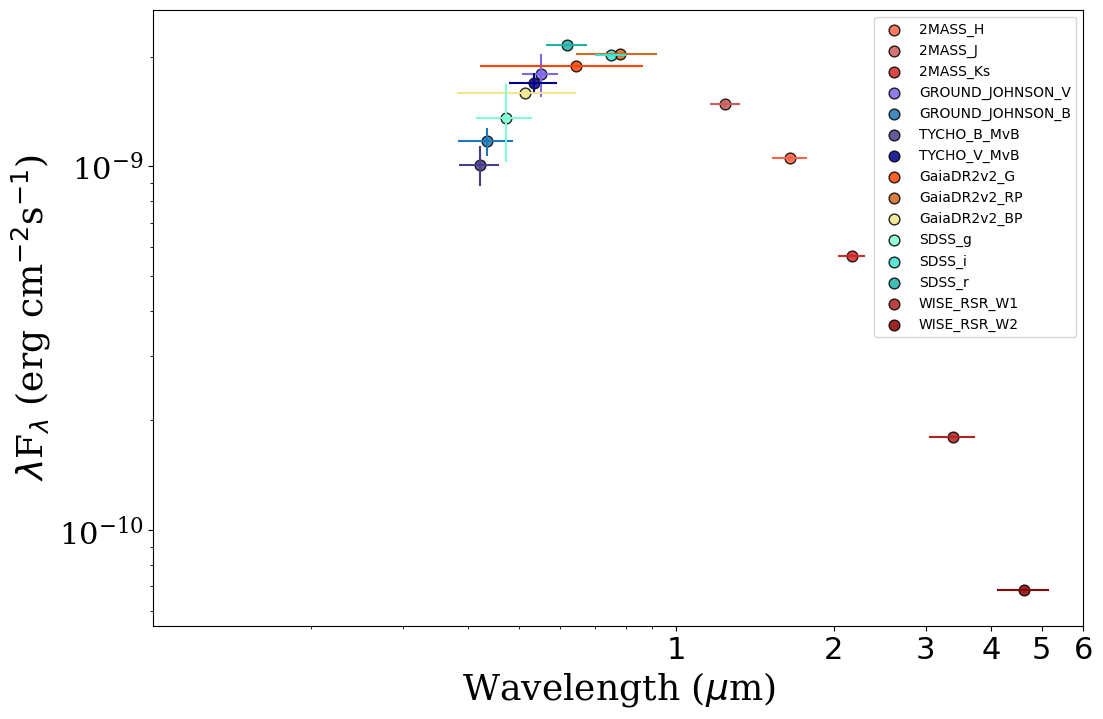 2MASS_H
2MASS_J
2MASS_Ks
GROUND_JOHNSON_V
GROUND_JOHNSON_B
TYCHO_B_MvB
TYCHO_V_MvB
GaiaDR2v2_G
GaiaDR2v2_RP
GaiaDR2v2_BP
SDSS_g
SDSS_i
SDSS_r
WISE_RSR_W1
WISE_RSR_W2
λF_λ (erg cm⁻²s⁻¹)
10⁻⁹
10⁻¹⁰
1 2 3 4 5 6
Wavelength (μm)